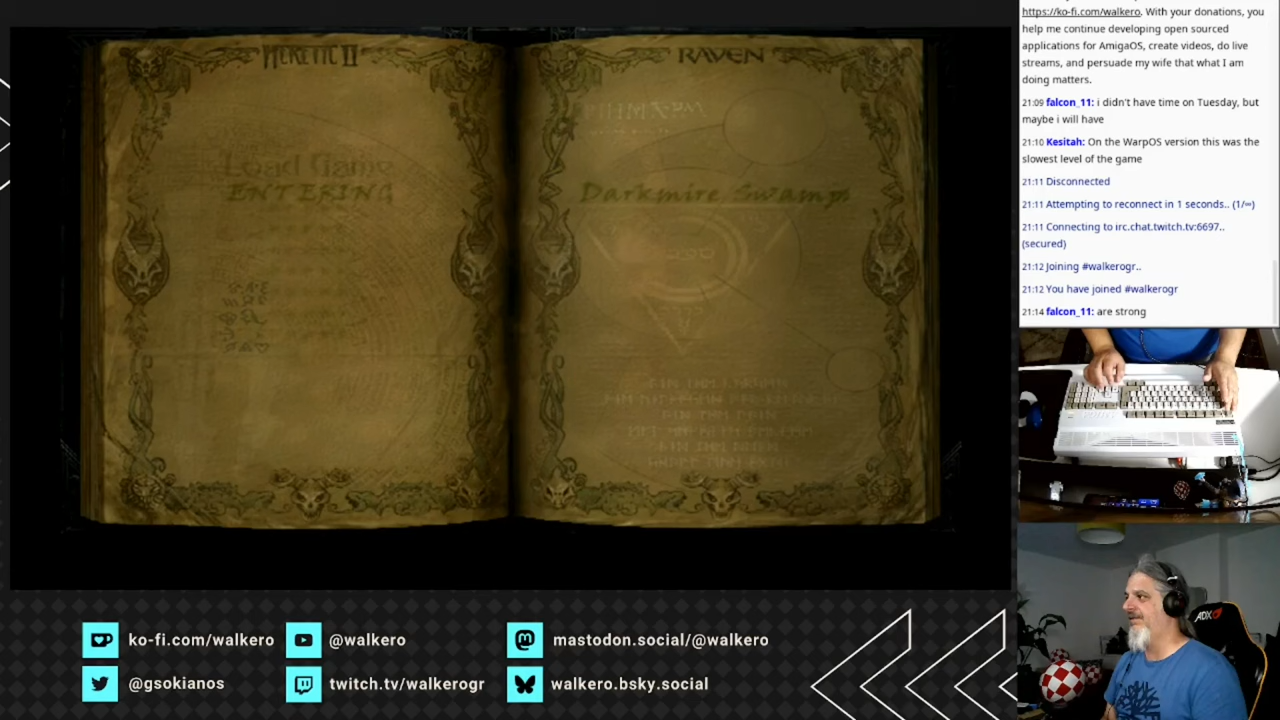 HERETIC II
RAVEN
Load Game
ENTERING
Darkmire Swamps
https://ko-fi.com/walkero. With your donations, you
help me continue developing open sourced
applications for AmigaOS, create videos, do live
streams, and persuade my wife that what I am
doing matters.
21:09 falcon_11: i didn't have time on Tuesday, but
maybe i will have
21:10 Kesitah: On the WarpOS version this was the
slowest level of the game
21:11 Disconnected
21:11 Attempting to reconnect in 1 seconds.. (1/∞)
21:11 Connecting to irc.chat.twitch.tv:6697..
(secured)
21:12 Joining #walkerogr..
21:12 You have joined #walkerogr
21:14 falcon_11: are strong
ADX
ko-fi.com/walkero
@walkero
mastodon.social/@walkero
@gsokianos
twitch.tv/walkerogr
walkero.bsky.social